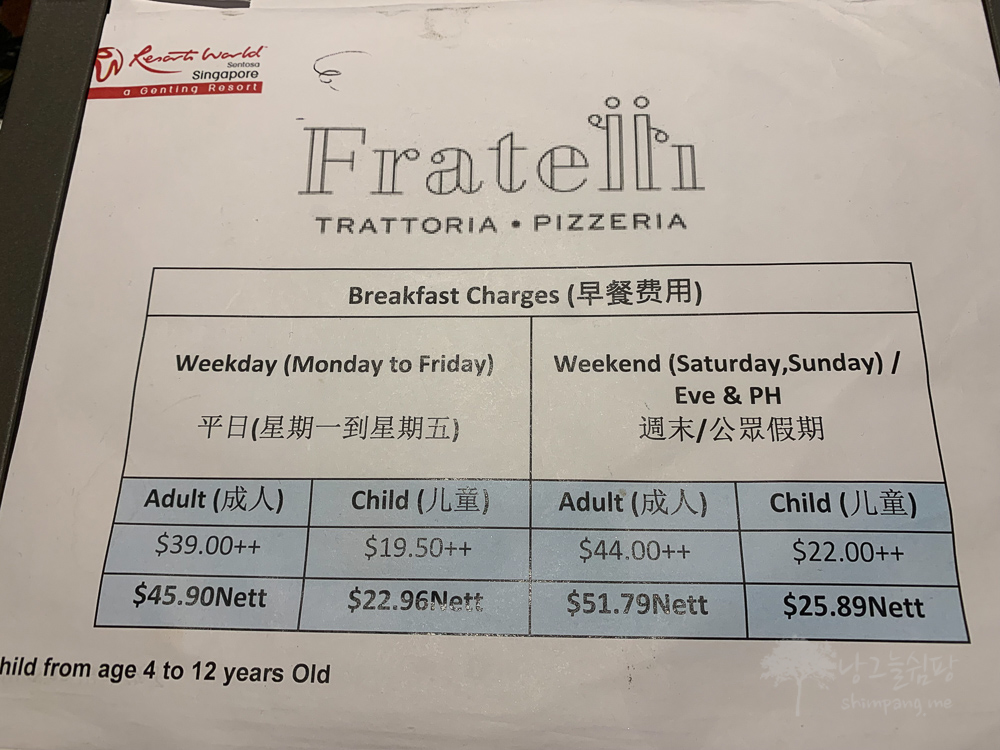 Resorts World
Sentosa
Singapore
a Genting Resort
Fratelli
TRATTORIA • PIZZERIA
Breakfast Charges (早餐费用)
Weekday (Monday to Friday)
平日(星期一到星期五)
Weekend (Saturday,Sunday) /
Eve & PH
週末/公眾假期
Adult (成人) Child (儿童) Adult (成人) Child (儿童)
$39.00++ $19.50++ $44.00++ $22.00++
$45.90Nett $22.96Nett $51.79Nett $25.89Nett
hild from age 4 to 12 years Old
낭그늘쉼팡
shimpang.me